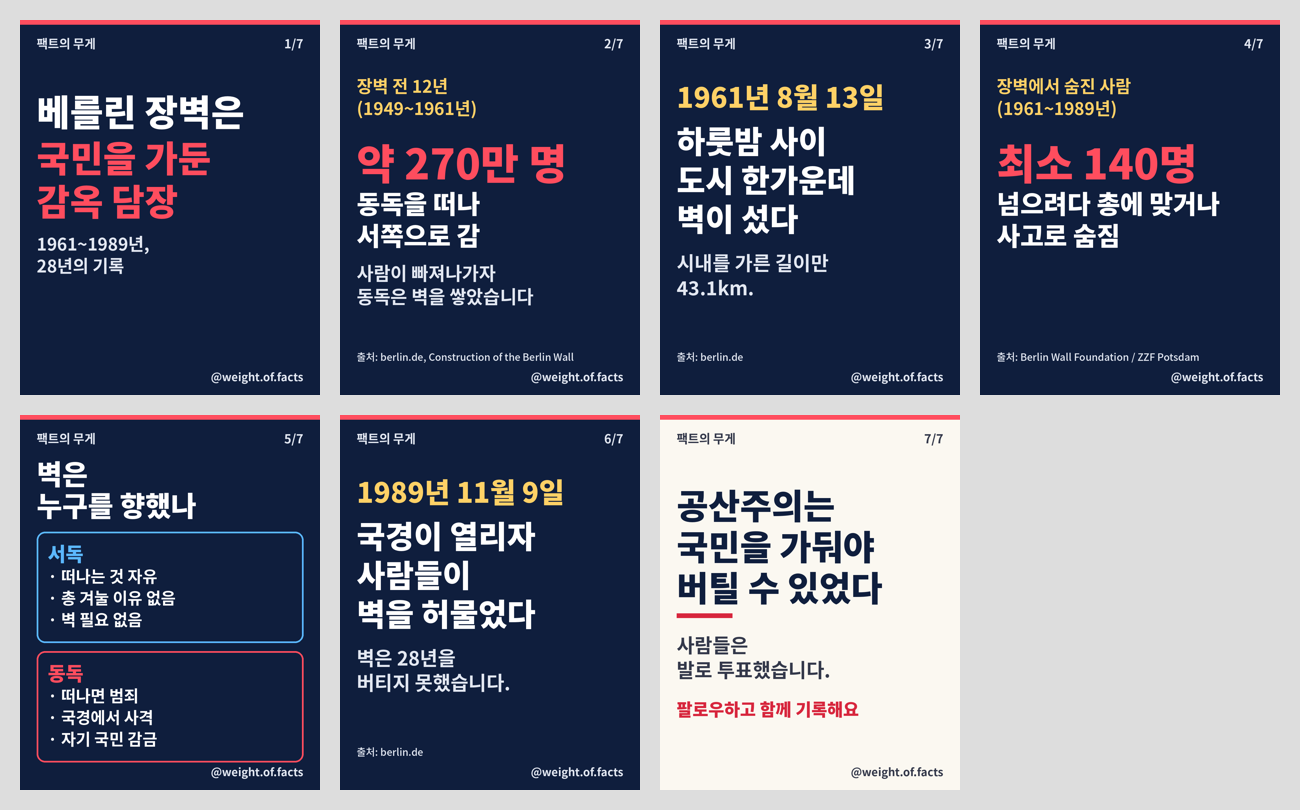 팩트의 무게
1/7
베를린 장벽은
국민을 가둔
감옥 담장
1961~1989년,
28년의 기록
@weight.of.facts
팩트의 무게
2/7
장벽 전 12년
(1949~1961년)
약 270만 명
동독을 떠나
서쪽으로 감
사람이 빠져나가자
동독은 벽을 쌓았습니다
출처: berlin.de, Construction of the Berlin Wall
@weight.of.facts
팩트의 무게
3/7
1961년 8월 13일
하룻밤 사이
도시 한가운데
벽이 섰다
시내를 가른 길이만
43.1km.
출처: berlin.de
@weight.of.facts
팩트의 무게
4/7
장벽에서 숨진 사람
(1961~1989년)
최소 140명
넘으려다 총에 맞거나
사고로 숨짐
출처: Berlin Wall Foundation / ZZF Potsdam
@weight.of.facts
팩트의 무게
5/7
벽은
누구를 향했나
서독
· 떠나는 것 자유
· 총 겨눌 이유 없음
· 벽 필요 없음
동독
· 떠나면 범죄
· 국경에서 사격
· 자기 국민 감금
@weight.of.facts
팩트의 무게
6/7
1989년 11월 9일
국경이 열리자
사람들이
벽을 허물었다
벽은 28년을
버티지 못했습니다.
출처: berlin.de
@weight.of.facts
팩트의 무게
7/7
공산주의는
국민을 가둬야
버틸 수 있었다
사람들은
발로 투표했습니다.
팔로우하고 함께 기록해요
@weight.of.facts